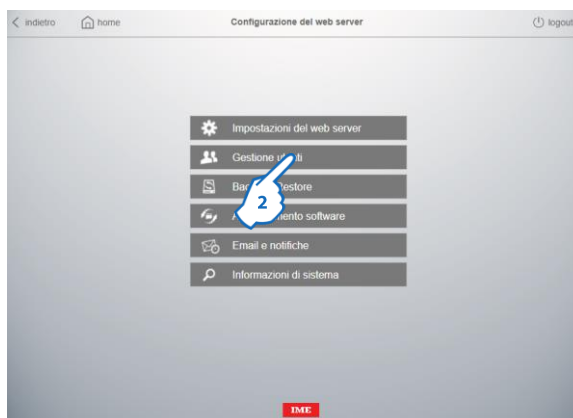 indietro home Configurazione del web server logout
Impostazioni del web server
Gestione
Restore
software
Email e notifiche
Informazioni di sistema
2
IME